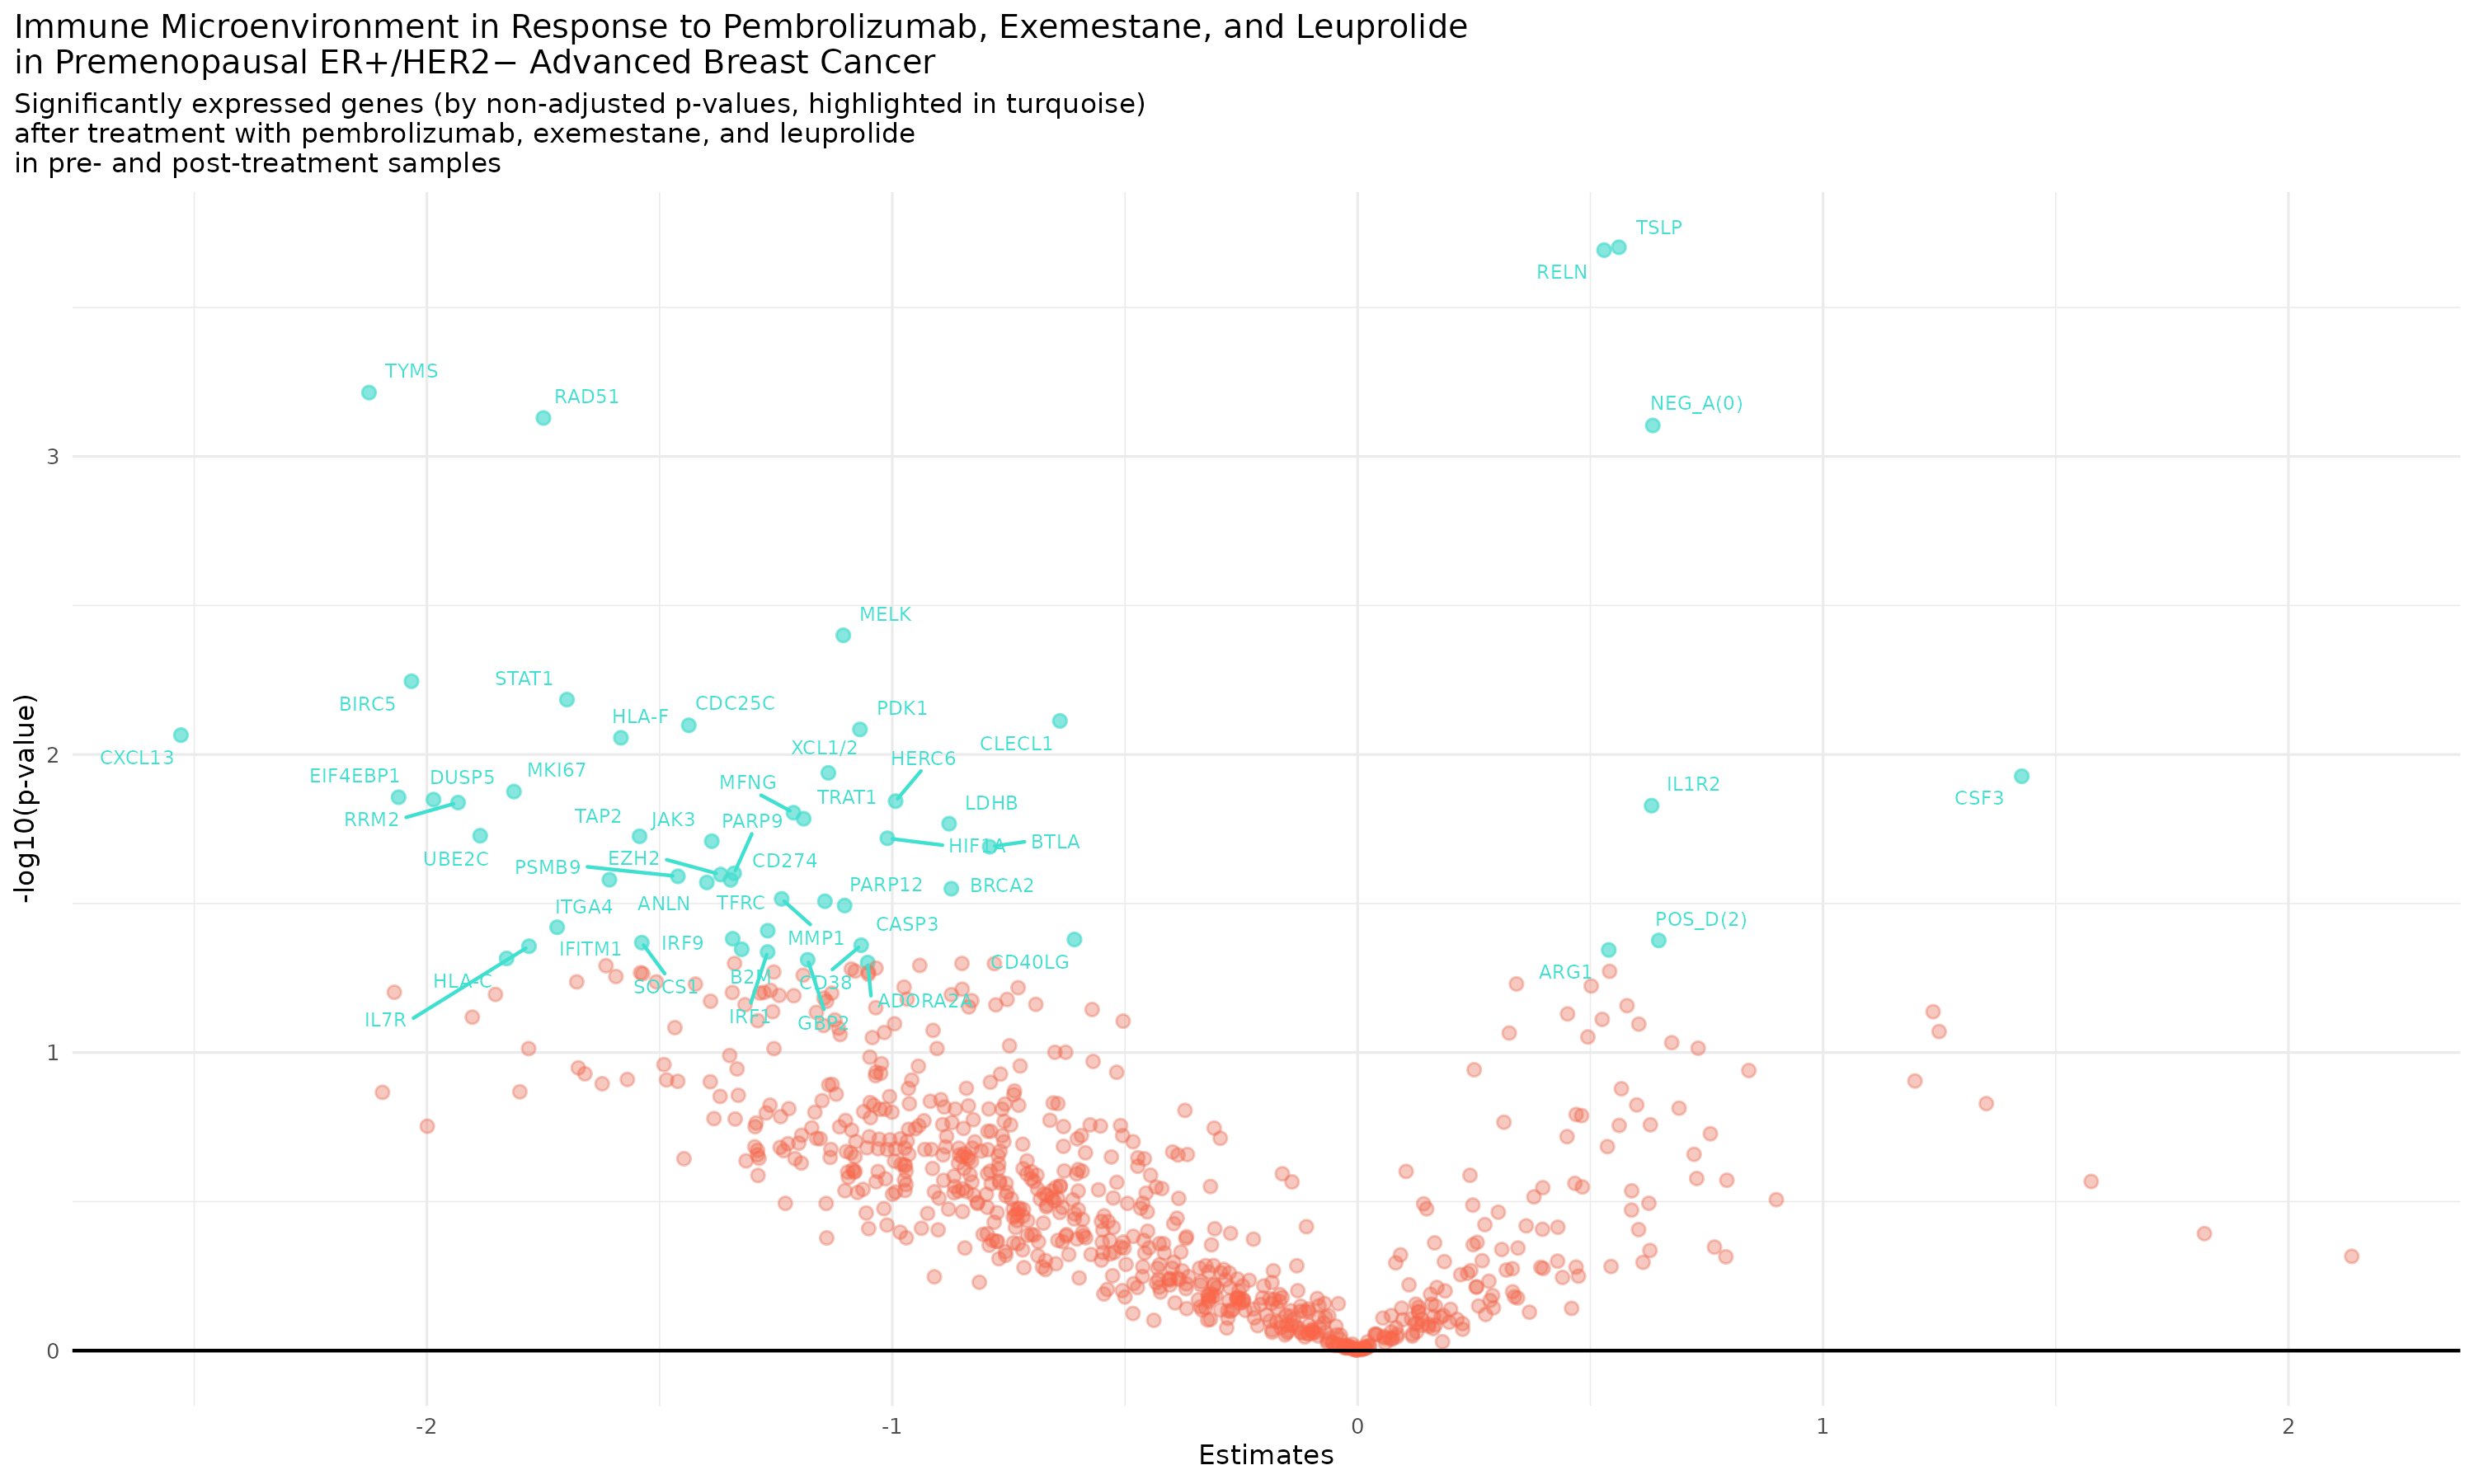 Immune Microenvironment in Response to Pembrolizumab, Exemestane, and Leuprolide
in Premenopausal ER+/HER2− Advanced Breast Cancer
Significantly expressed genes (by non-adjusted p-values, highlighted in turquoise)
after treatment with pembrolizumab, exemestane, and leuprolide
in pre- and post-treatment samples
TSLP
RELN
TYMS
RAD51
NEG_A(0)
3
MELK
STAT1
BIRC5
CDC25C
PDK1
HLA-F
XCL1/2
CLECL1
2
CXCL13
HERC6
EIF4EBP1
DUSP5
MKI67
MFNG
IL1R2
TRAT1
CSF3
LDHB
RRM2
TAP2
JAK3
PARP9
HIF1A
BTLA
UBE2C
PSMB9
EZH2
CD274
PARP12
BRCA2
ITGA4
ANLN
TFRC
POS_D(2)
CASP3
MMP1
IFITM1
IRF9
CD40LG
ARG1
HLA-C
SOCS1
B2M
CD38
ADORA2A
IL7R
IRF1
GBP2
1
0
-log10(p-value)
-2
-1
0
1
2
Estimates